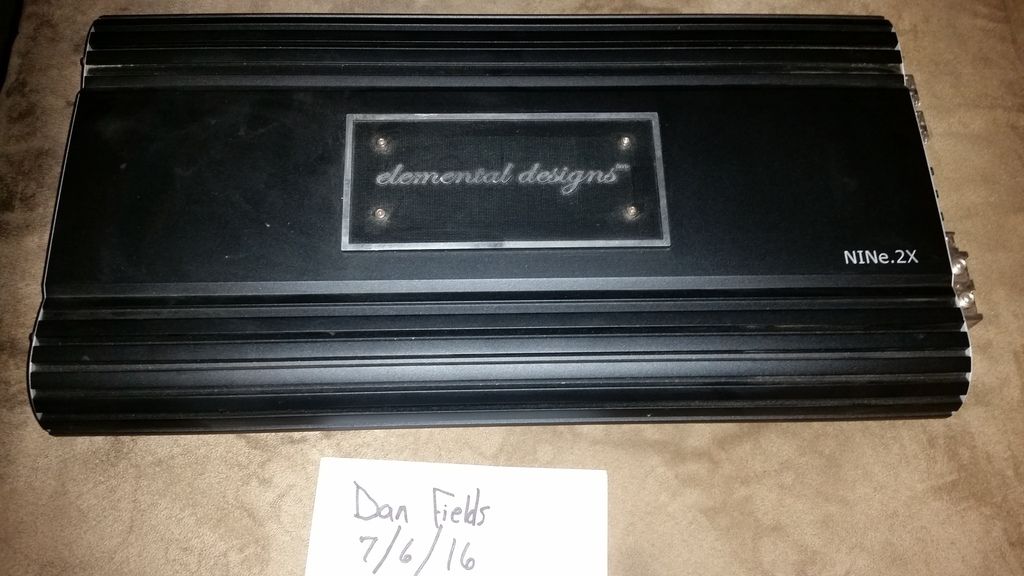 elemental designs
NINe.2X
Dan Fields
7/6/16